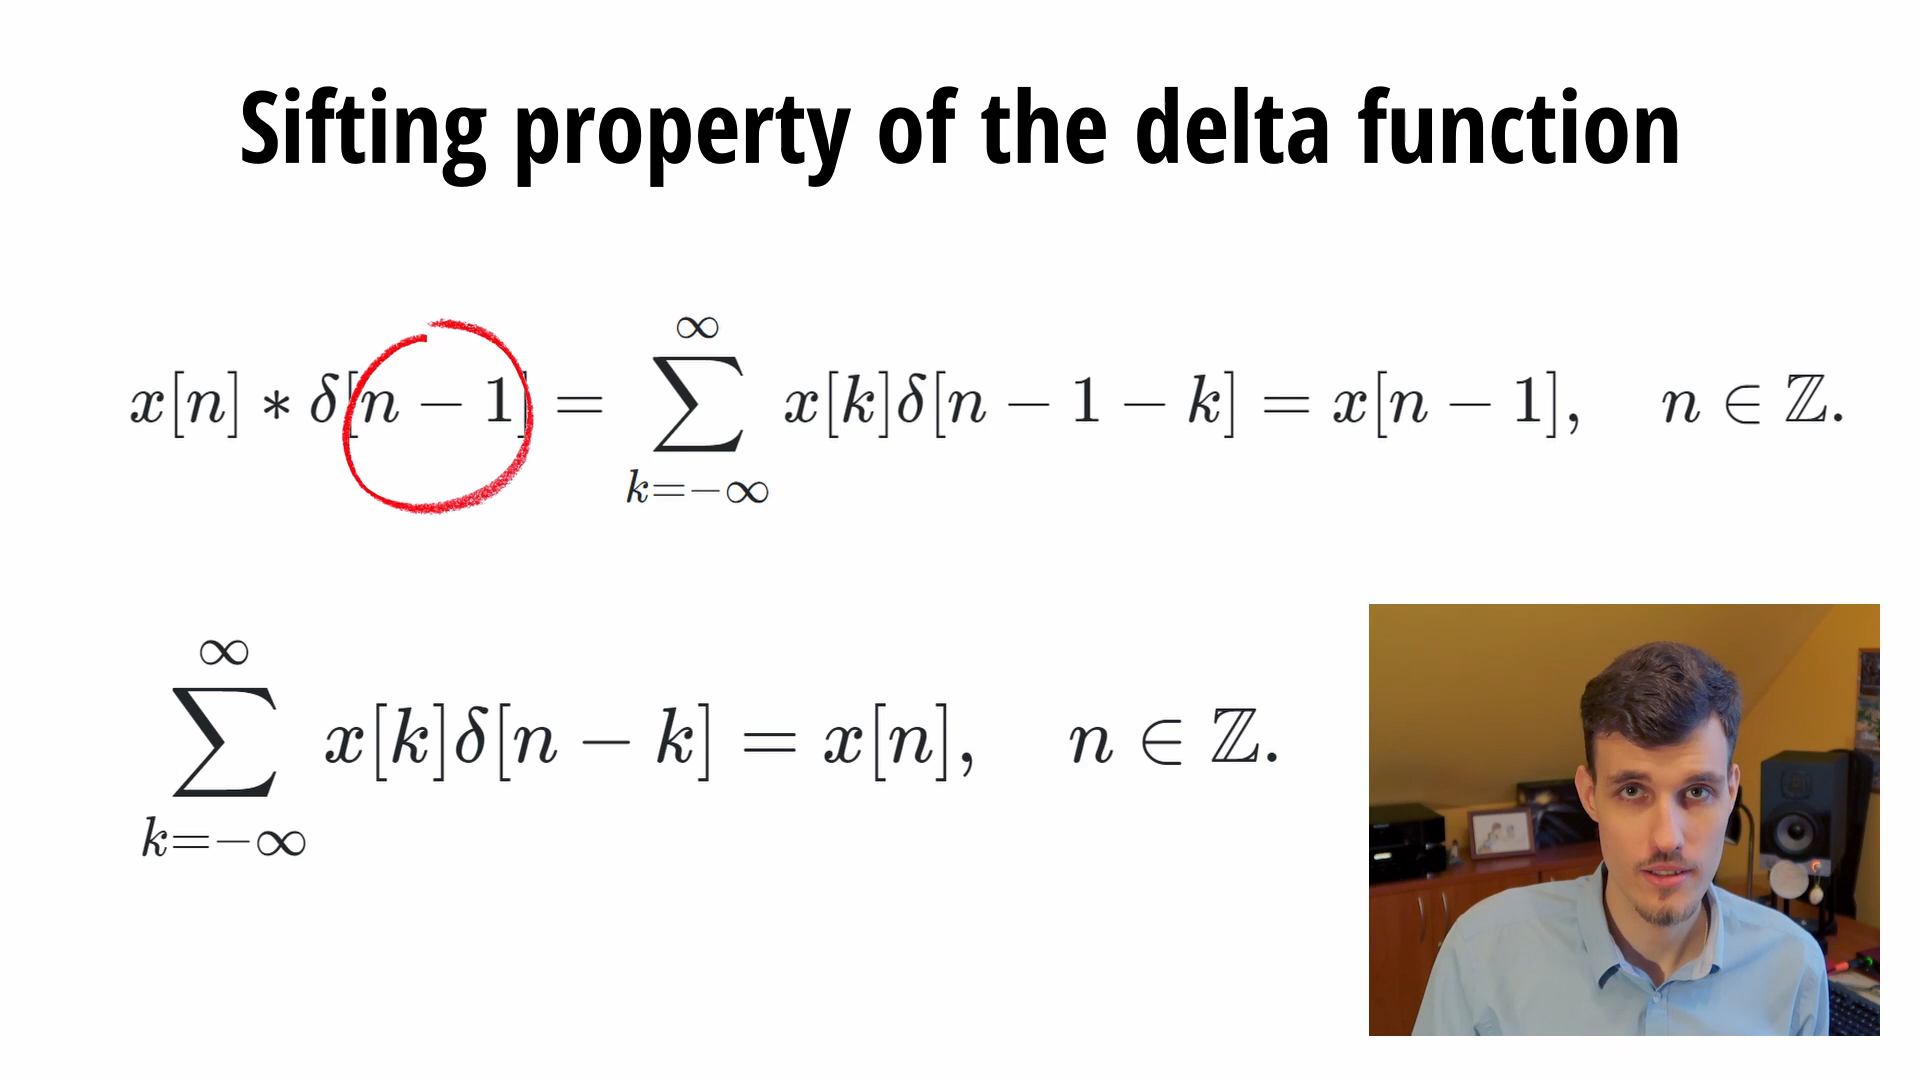 Sifting property of the delta function
x[n] ∗ δ[n − 1] = ∑_{k=−∞}^{∞} x[k]δ[n − 1 − k] = x[n − 1], n ∈ ℤ.
∑_{k=−∞}^{∞} x[k]δ[n − k] = x[n], n ∈ ℤ.